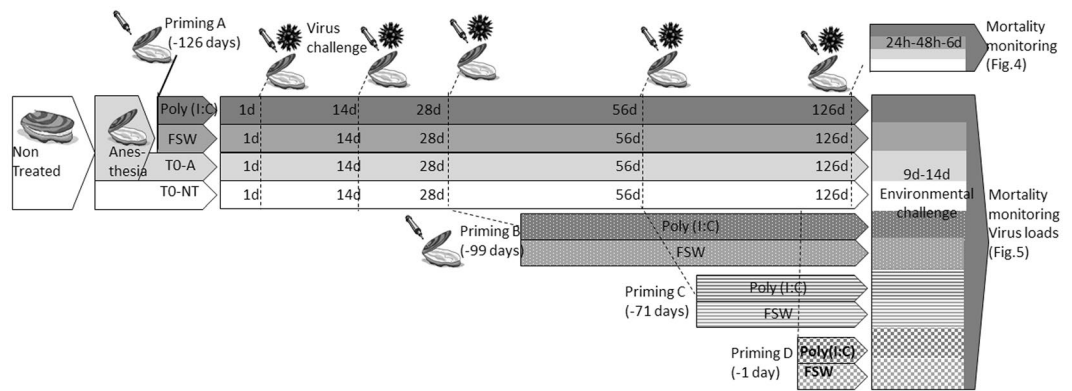 Priming A
(-126 days)
Virus
challenge
24h-48h-6d
Mortality
monitoring
(Fig.4)
Non
Treated
Anes-
thesia
Poly (I:C)
1d 14d 28d 56d 126d
FSW
1d 14d 28d 56d 126d
T0-A
1d 14d 28d 56d 126d
T0-NT
1d 14d 28d 56d 126d
9d-14d
Environmental
challenge
Mortality
monitoring
Virus loads
(Fig.5)
Priming B
(-99 days)
Poly (I:C)
FSW
Priming C
(-71 days)
Poly (I:C)
FSW
Priming D
(-1 day)
Poly(I:C)
FSW